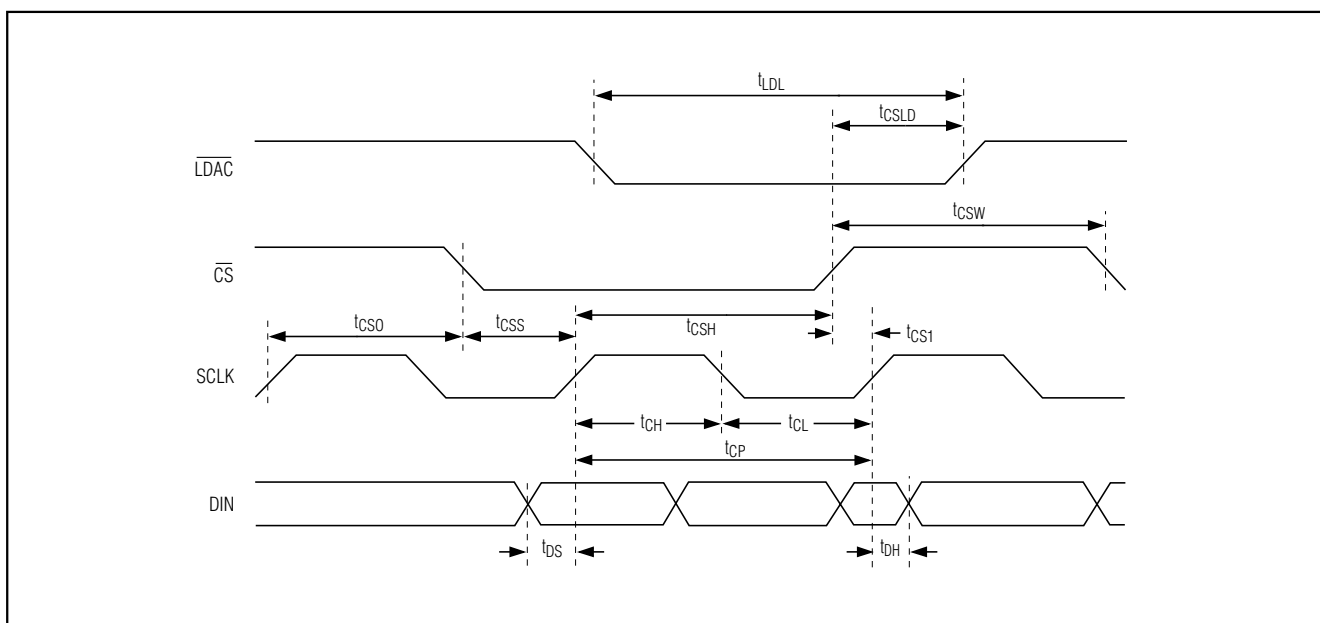 tLDL
tCSLD
LDAC
tCSW
CS
tCSO
tCSS
tCSH
tCS1
SCLK
tCH
tCL
tCP
DIN
tDS
tDH